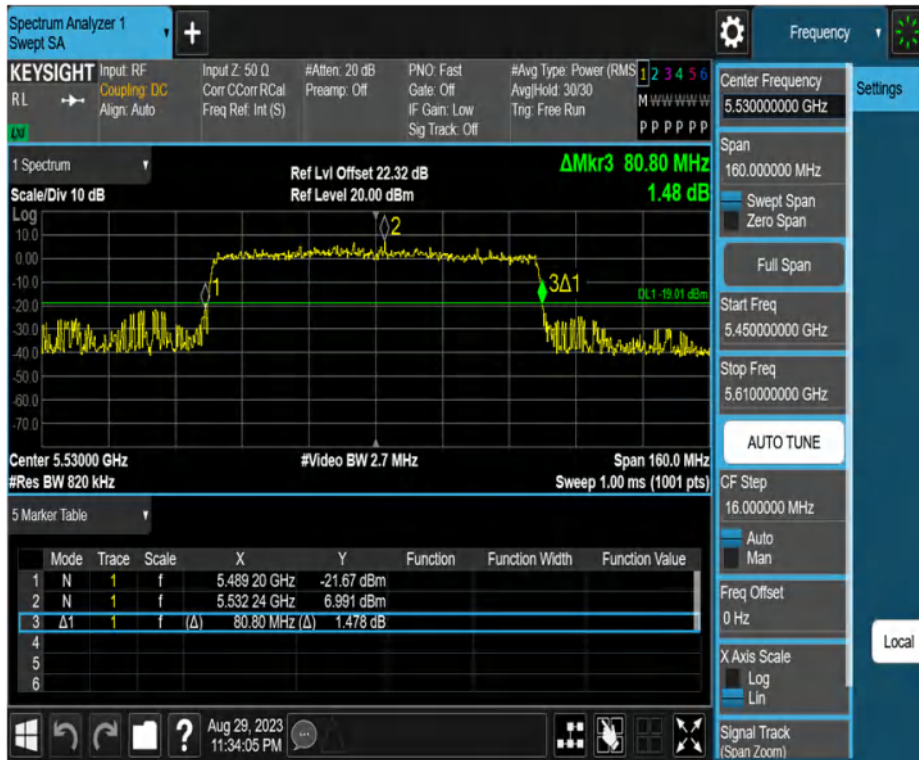 Spectrum Analyzer 1
Swept SA
+
Frequency
KEYSIGHT
RL
LXI
Input: RF
Coupling: DC
Align: Auto
Input Z: 50 Ω
Corr CCorr RCal
Freq Ref: Int (S)
#Atten: 20 dB
Preamp: Off
PNO: Fast
Gate: Off
IF Gain: Low
Sig Track: Off
#Avg Type: Power (RMS
Avg|Hold: 30/30
Trig: Free Run
1 2 3 4 5 6
M W W W W W
P P P P P P
Settings
1 Spectrum
Scale/Div 10 dB
Ref Lvl Offset 22.32 dB
Ref Level 20.00 dBm
ΔMkr3 80.80 MHz
1.48 dB
Log
10.0
0.00
-10.0
-20.0
-30.0
-40.0
-50.0
-60.0
-70.0
1
2
3Δ1
DL1 -19.01 dBm
Center 5.53000 GHz
#Video BW 2.7 MHz
Span 160.0 MHz
#Res BW 820 kHz
Sweep 1.00 ms (1001 pts)
5 Marker Table
Mode Trace Scale X Y Function Function Width Function Value
1 N 1 f 5.489 20 GHz -21.67 dBm
2 N 1 f 5.532 24 GHz 6.991 dBm
3 Δ1 1 f (Δ) 80.80 MHz (Δ) 1.478 dB
4
5
6
?
Aug 29, 2023
11:34:05 PM
Center Frequency
5.530000000 GHz
Span
160.000000 MHz
Swept Span
Zero Span
Full Span
Start Freq
5.450000000 GHz
Stop Freq
5.610000000 GHz
AUTO TUNE
CF Step
16.000000 MHz
Auto
Man
Freq Offset
0 Hz
X Axis Scale
Log
Lin
Signal Track
(Span Zoom)
Local